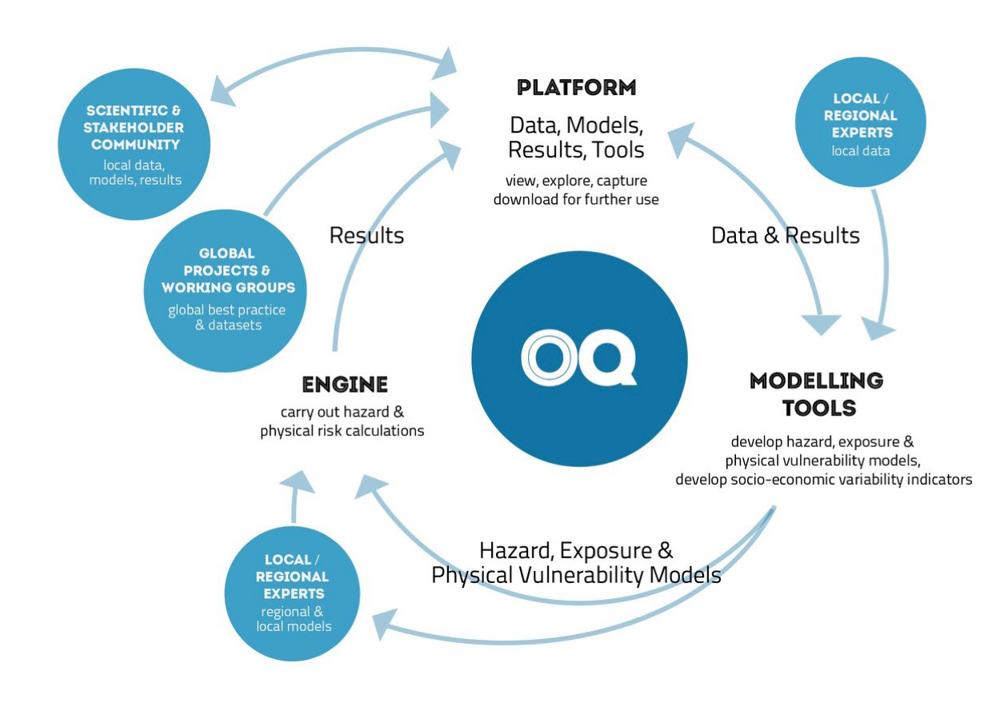 PLATFORM
Data, Models,
Results, Tools
view, explore, capture
download for further use
SCIENTIFIC &
STAKEHOLDER
COMMUNITY
local data,
models, results
LOCAL /
REGIONAL
EXPERTS
local data
GLOBAL
PROJECTS &
WORKING GROUPS
global best practice
& datasets
Results
Data & Results
OQ
ENGINE
carry out hazard &
physical risk calculations
MODELLING
TOOLS
develop hazard, exposure &
physical vulnerability models,
develop socio-economic variability indicators
LOCAL /
REGIONAL
EXPERTS
regional &
local models
Hazard, Exposure &
Physical Vulnerability Models